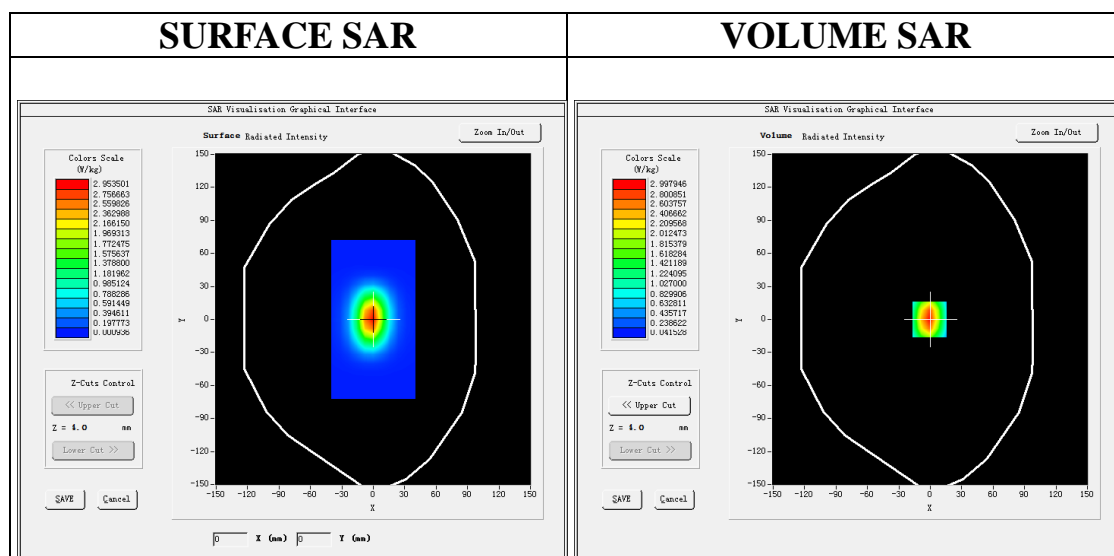 SURFACE SAR
SAR Visualisation Graphical Interface
Surface Radiated Intensity
Zoom In/Out
Colors Scale
(W/kg)
2.953501
2.756663
2.559826
2.362988
2.166150
1.969313
1.772475
1.575637
1.378800
1.181962
0.985124
0.788286
0.591449
0.394611
0.197773
0.000936
Z-Cuts Control
<< Upper Cut
Z = 4.0 mm
Lower Cut >>
SAVE Cancel
150
120
90
60
30
0
-30
-60
-90
-120
-150
Y
-150 -120 -90 -60 -30 0 30 60 90 120 150
X
0 X (mm) 0 Y (mm)
VOLUME SAR
SAR Visualisation Graphical Interface
Volume Radiated Intensity
Zoom In/Out
Colors Scale
(W/kg)
2.997946
2.800851
2.603757
2.406662
2.209568
2.012473
1.815379
1.618284
1.421189
1.224095
1.027000
0.829906
0.632811
0.435717
0.238622
0.041528
Z-Cuts Control
<< Upper Cut
Z = 4.0 mm
Lower Cut >>
SAVE Cancel
150
120
90
60
30
0
-30
-60
-90
-120
-150
Y
-150 -120 -90 -60 -30 0 30 60 90 120 150
X